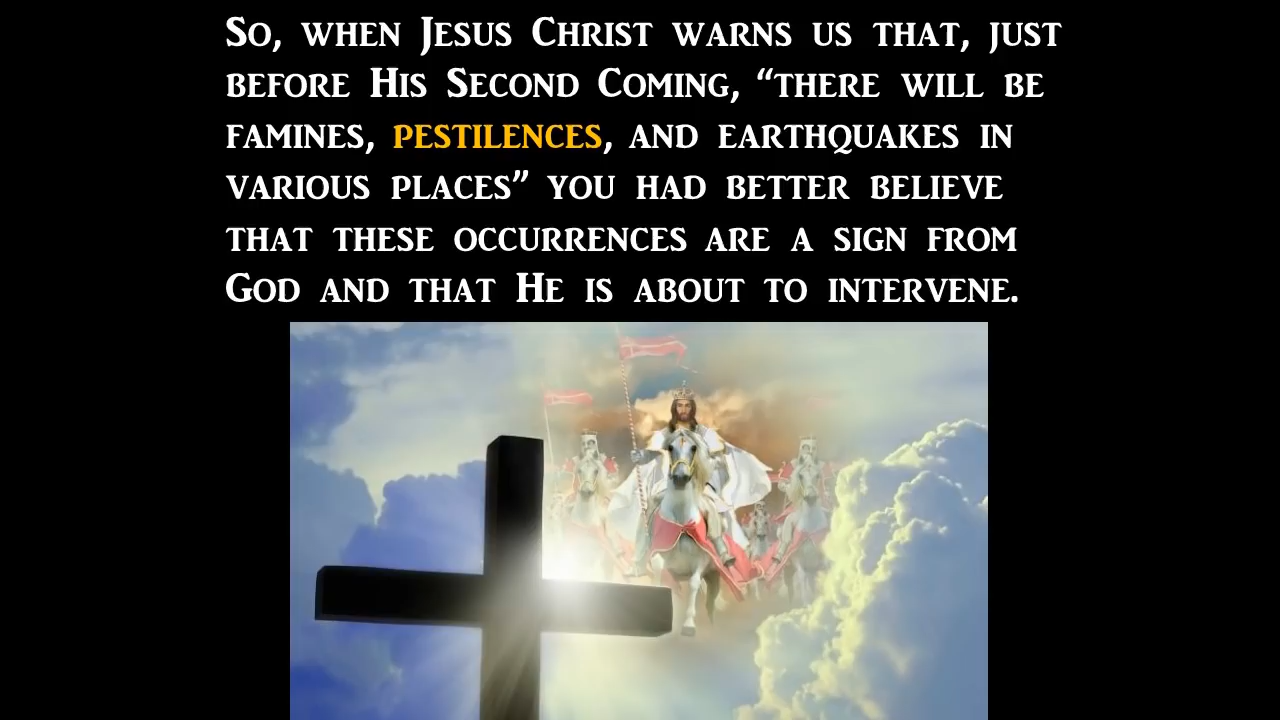 So, when Jesus Christ warns us that, just
before His Second Coming, “there will be
famines, pestilences, and earthquakes in
various places” you had better believe
that these occurrences are a sign from
God and that He is about to intervene.